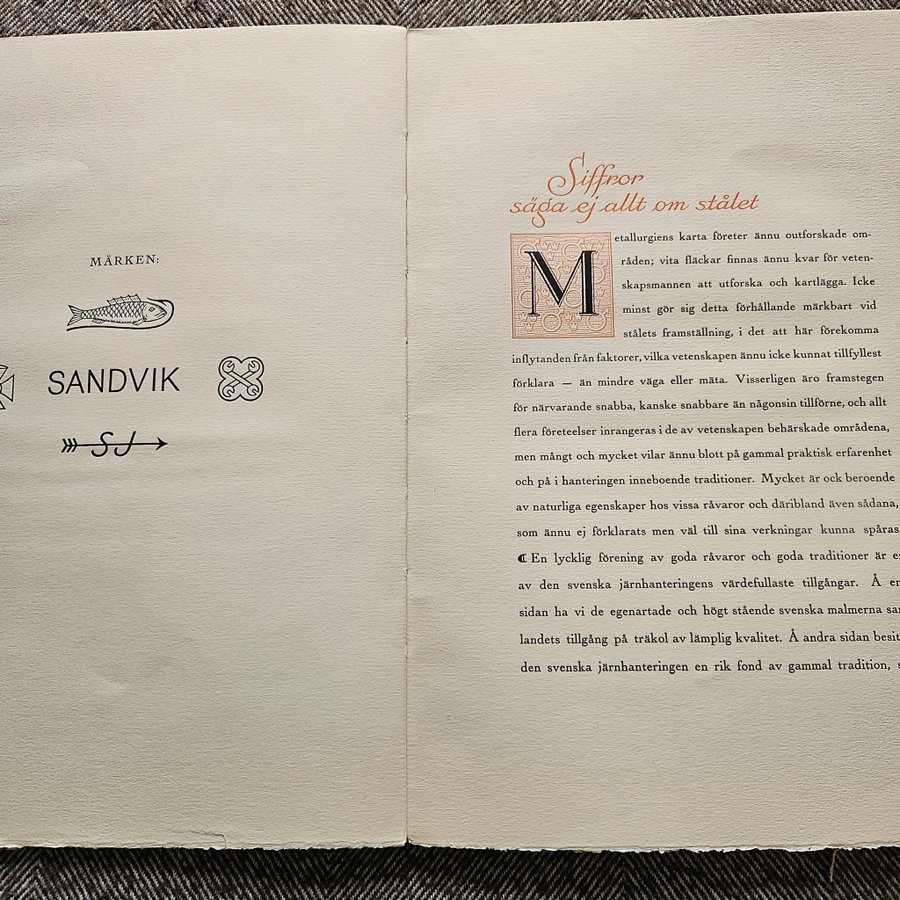 MÄRKEN:
SANDVIK
SJ
Siffror
säga ej allt om stålet
Metallurgiens karta företer ännu outforskade om-
råden; vita fläckar finnas ännu kvar för veten-
skapsmannen att utforska och kartlägga. Icke
minst gör sig detta förhållande märkbart vid
stålets framställning, i det att här förekomma
inflytanden från faktorer, vilka vetenskapen ännu icke kunnat tillfyllest
förklara — än mindre väga eller mäta. Visserligen äro framstegen
för närvarande snabba, kanske snabbare än någonsin tillförne, och allt
flera företeelser inrangeras i de av vetenskapen behärskade områdena,
men mångt och mycket vilar ännu blott på gammal praktisk erfarenhet
och på i hanteringen inneboende traditioner. Mycket är ock beroende
av naturliga egenskaper hos vissa råvaror och däribland även sådana,
som ännu ej förklarats men väl till sina verkningar kunna spåras
¶ En lycklig förening av goda råvaror och goda traditioner är
av den svenska järnhanteringens värdefullaste tillgångar. Å
sidan ha vi de egenartade och högt stående svenska malmerna
landets tillgång på träkol av lämplig kvalitet. Å andra sidan
den svenska järnhanteringen en rik fond av gammal tradition,